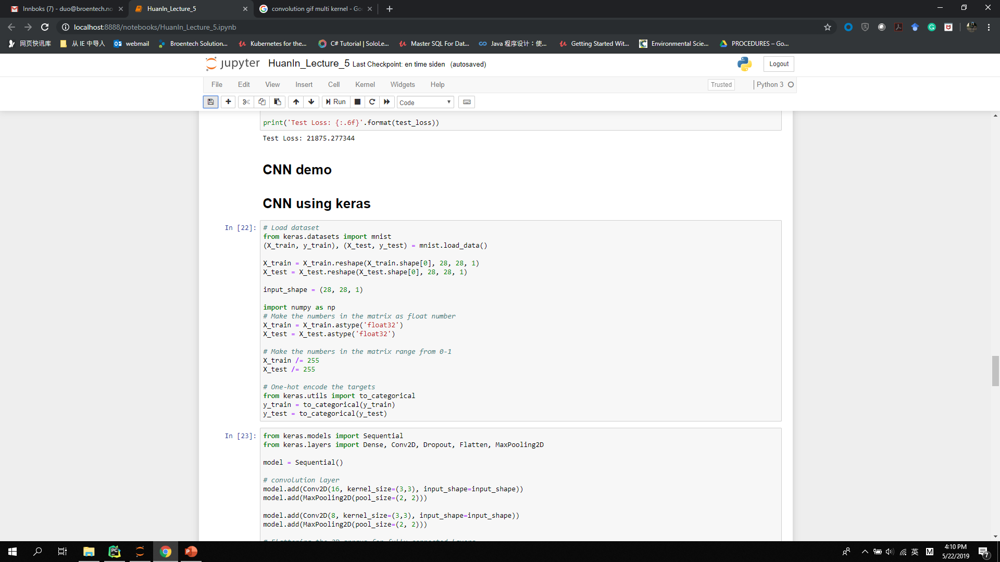 Innboks (7) - duo@broentech.no
HuanIn_Lecture_5
convolution gif multi kernel - Go
localhost:8888/notebooks/HuanIn_Lecture_5.ipynb
网页快讯库
从 IE 中导入
webmail
Broentech Solution...
Kubernetes for the...
C# Tutorial | SoloLe...
Master SQL For Dat...
Java 程序设计：使...
Getting Started Wit...
Environmental Scie...
PROCEDURES – Go...
jupyter HuanIn_Lecture_5 Last Checkpoint: en time siden (autosaved)
Logout
File Edit View Insert Cell Kernel Widgets Help
Trusted
Python 3
Run
Code
print('Test Loss: {:.6f}'.format(test_loss))
Test Loss: 21875.277344
CNN demo
CNN using keras
In [22]:
# Load dataset
from keras.datasets import mnist
(X_train, y_train), (X_test, y_test) = mnist.load_data()
X_train = X_train.reshape(X_train.shape[0], 28, 28, 1)
X_test = X_test.reshape(X_test.shape[0], 28, 28, 1)
input_shape = (28, 28, 1)
import numpy as np
# Make the numbers in the matrix as float number
X_train = X_train.astype('float32')
X_test = X_test.astype('float32')
# Make the numbers in the matrix range from 0-1
X_train /= 255
X_test /= 255
# One-hot encode the targets
from keras.utils import to_categorical
y_train = to_categorical(y_train)
y_test = to_categorical(y_test)
In [23]:
from keras.models import Sequential
from keras.layers import Dense, Conv2D, Dropout, Flatten, MaxPooling2D
model = Sequential()
# convolution layer
model.add(Conv2D(16, kernel_size=(3,3), input_shape=input_shape))
model.add(MaxPooling2D(pool_size=(2, 2)))
model.add(Conv2D(8, kernel_size=(3,3), input_shape=input_shape))
model.add(MaxPooling2D(pool_size=(2, 2)))
英
M
4:10 PM
5/22/2019
7